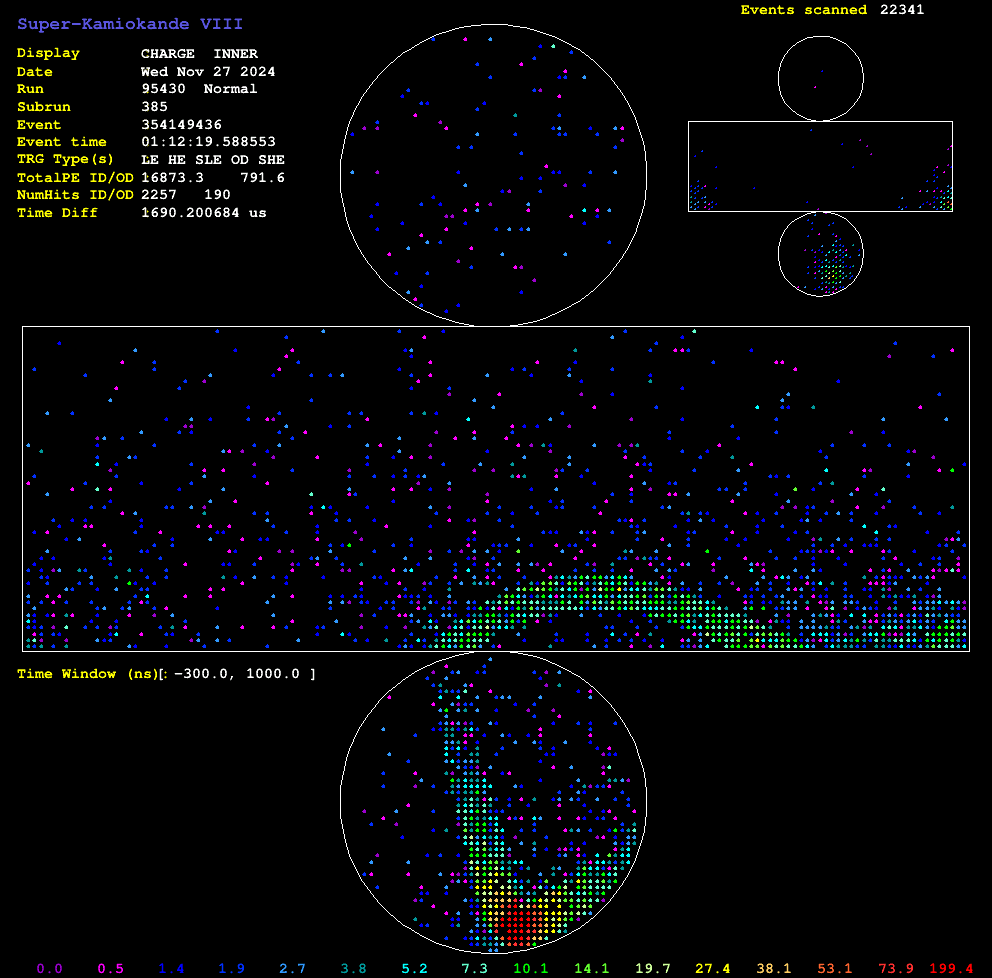 Super-Kamiokande VIII
Events scanned 22341
Display CHARGE INNER
Date Wed Nov 27 2024
Run 95430 Normal
Subrun 385
Event 354149436
Event time 01:12:19.588553
TRG Type(s) LE HE SLE OD SHE
TotalPE ID/OD 16873.3 791.6
NumHits ID/OD 2257 190
Time Diff 1690.200684 us
Time Window (ns)[: -300.0, 1000.0 ]
0.0 0.5 1.4 1.9 2.7 3.8 5.2 7.3 10.1 14.1 19.7 27.4 38.1 53.1 73.9 199.4